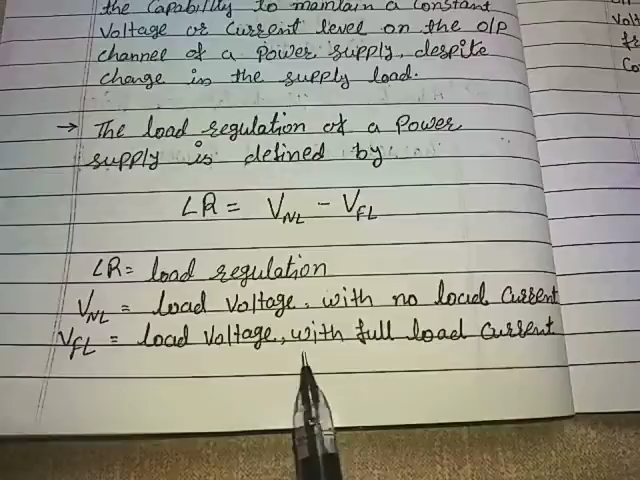 the capability to maintain a constant
voltage or current level on the o/p
channel of a power supply, despite
change in the supply load.
→ The load regulation of a power
supply is defined by
LR = V_NL - V_FL
LR = load regulation
V_NL = load voltage, with no load current
V_FL = load voltage, with full load current
Volt